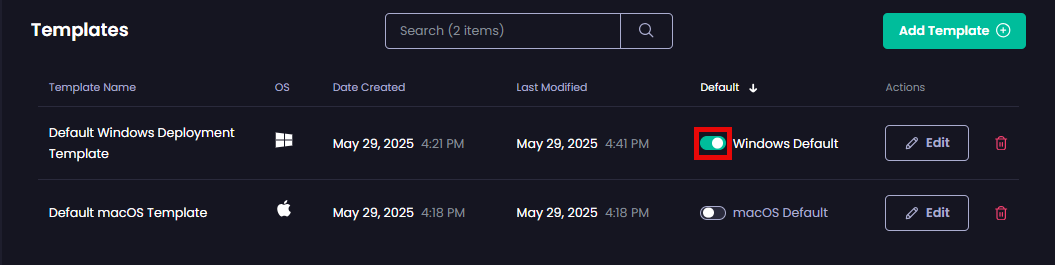 Templates
Search (2 items)
Add Template
Template Name OS Date Created Last Modified Default Actions
Default Windows Deployment
Template
May 29, 2025 4:21 PM May 29, 2025 4:41 PM Windows Default Edit
Default macOS Template May 29, 2025 4:18 PM May 29, 2025 4:18 PM macOS Default Edit